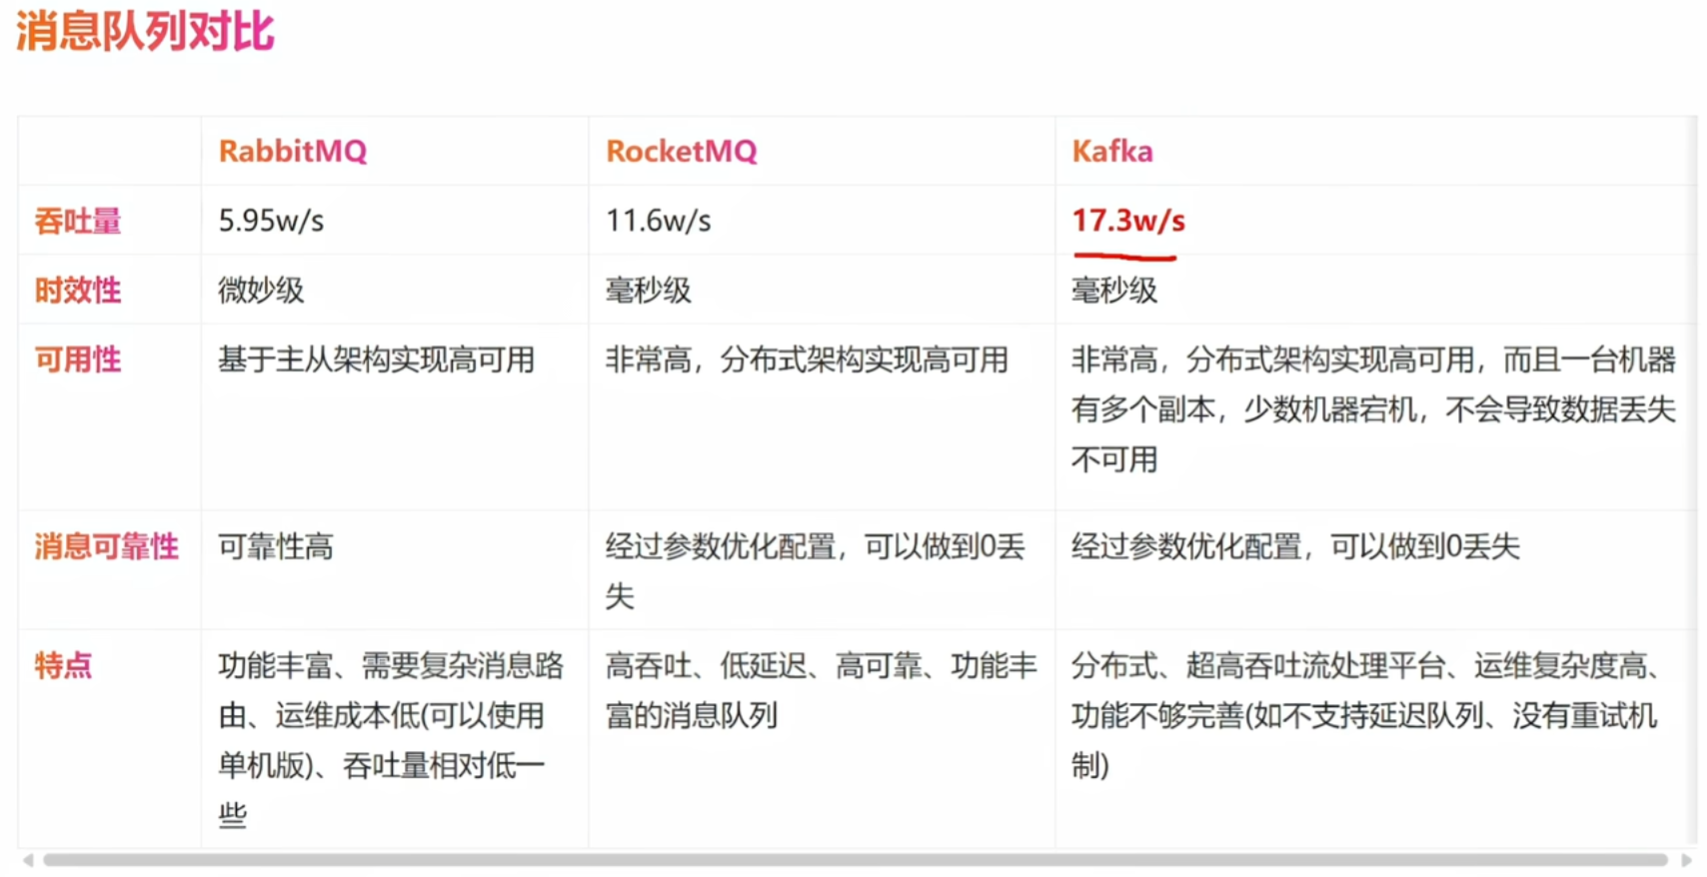 消息队列对比
RabbitMQ
RocketMQ
Kafka
吞吐量
5.95w/s
11.6w/s
17.3w/s
时效性
微妙级
毫秒级
毫秒级
可用性
基于主从架构实现高可用
非常高，分布式架构实现高可用
非常高，分布式架构实现高可用，而且一台机器
有多个副本，少数机器宕机，不会导致数据丢失
不可用
消息可靠性
可靠性高
经过参数优化配置，可以做到0丢
失
经过参数优化配置，可以做到0丢失
特点
功能丰富、需要复杂消息路
由、运维成本低(可以使用
单机版)、吞吐量相对低一
些
高吞吐、低延迟、高可靠、功能丰
富的消息队列
分布式、超高吞吐流处理平台、运维复杂度高、
功能不够完善(如不支持延迟队列、没有重试机
制)